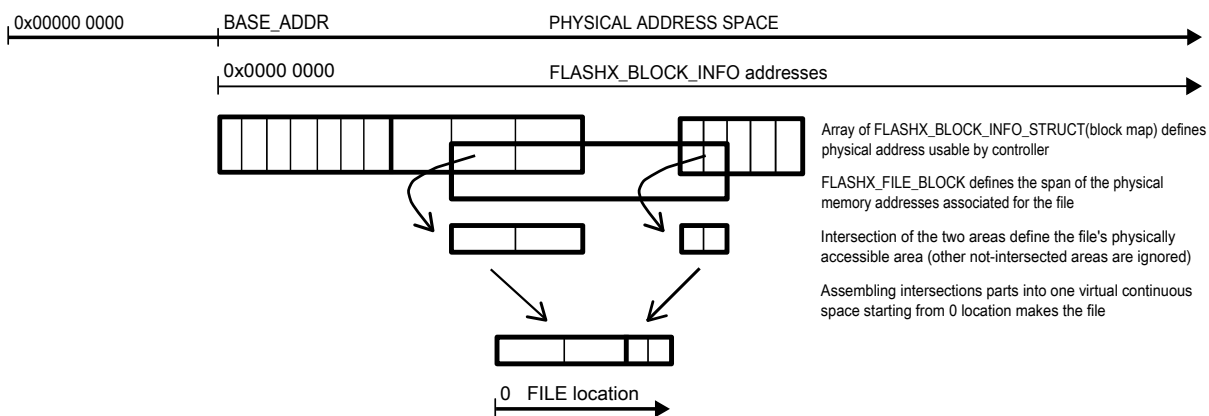 0x00000 0000 BASE_ADDR PHYSICAL ADDRESS SPACE
0x0000 0000 FLASHX_BLOCK_INFO addresses
Array of FLASHX_BLOCK_INFO_STRUCT(block map) defines
physical address usable by controller
FLASHX_FILE_BLOCK defines the span of the physical
memory addresses associated for the file
Intersection of the two areas define the file's physically
accessible area (other not-intersected areas are ignored)
Assembling intersections parts into one virtual continuous
space starting from 0 location makes the file
0 FILE location